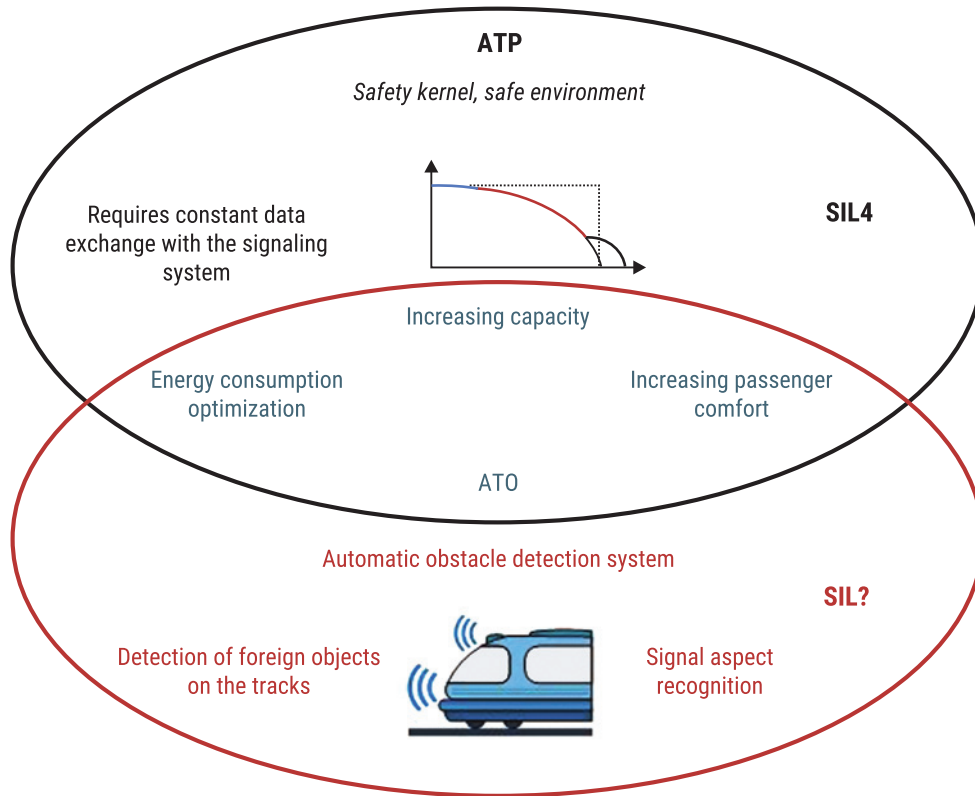 ATP
Safety kernel, safe environment
Requires constant data
exchange with the signaling
system
SIL4
Increasing capacity
Energy consumption
optimization
Increasing passenger
comfort
ATO
Automatic obstacle detection system
SIL?
Detection of foreign objects
on the tracks
Signal aspect
recognition